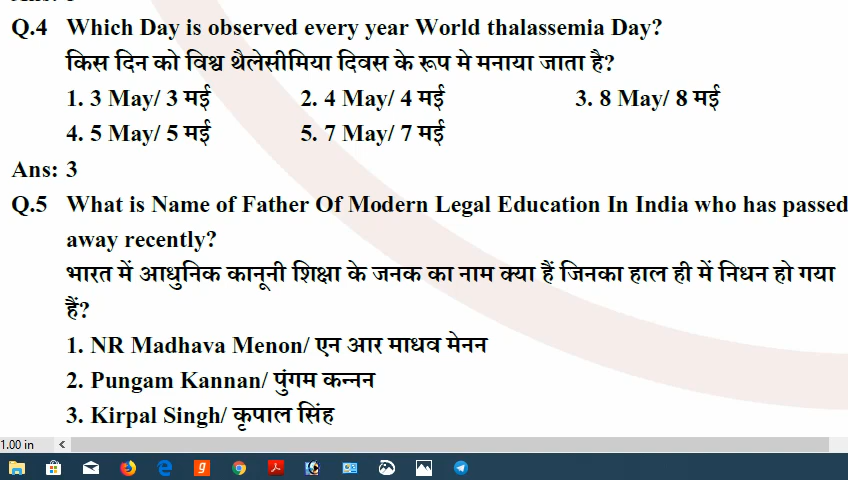 Q.4 Which Day is observed every year World thalassemia Day?
किस दिन को विश्व थैलेसीमिया दिवस के रूप मे मनाया जाता है?
1. 3 May/ 3 मई 2. 4 May/ 4 मई 3. 8 May/ 8 मई
4. 5 May/ 5 मई 5. 7 May/ 7 मई
Ans: 3
Q.5 What is Name of Father Of Modern Legal Education In India who has passed
away recently?
भारत में आधुनिक कानूनी शिक्षा के जनक का नाम क्या हैं जिनका हाल ही में निधन हो गया
हैं?
1. NR Madhava Menon/ एन आर माधव मेनन
2. Pungam Kannan/ पुंगम कन्नन
3. Kirpal Singh/ कृपाल सिंह
1.00 in